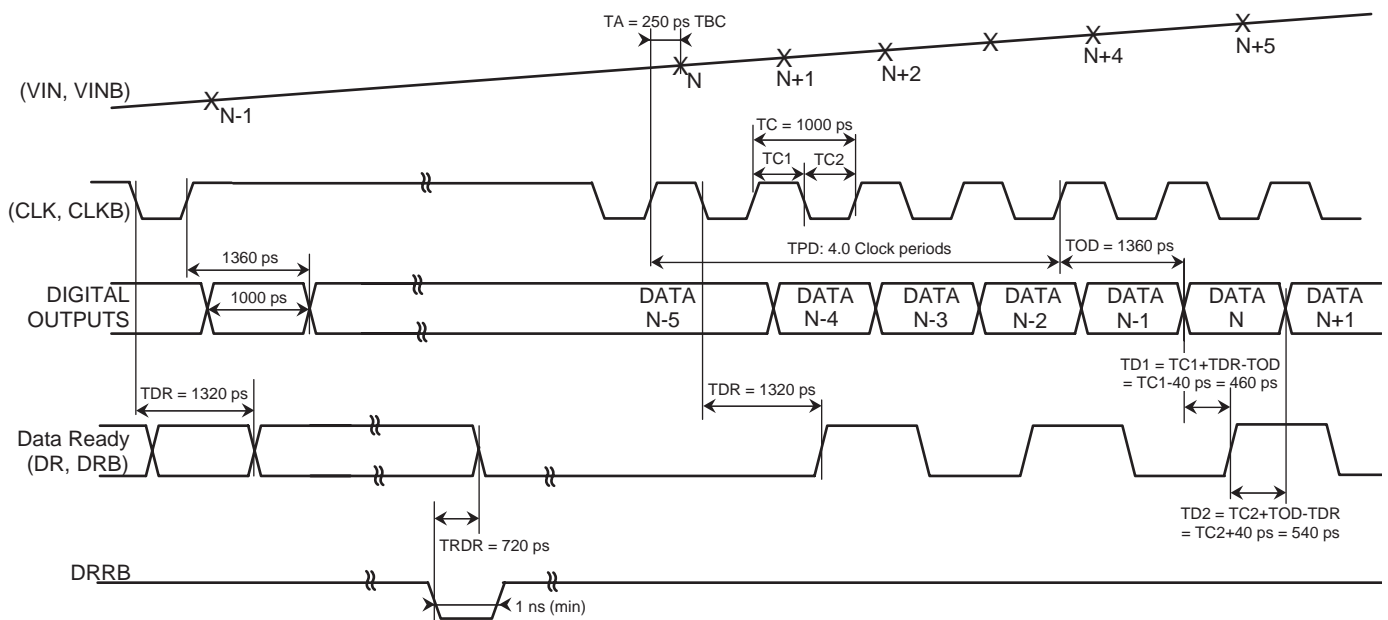 TA = 250 ps TBC
(VIN, VINB)
N-1
N
N+1
N+2
N+4
N+5
TC = 1000 ps
TC1
TC2
(CLK, CLKB)
1360 ps
TPD: 4.0 Clock periods
TOD = 1360 ps
DIGITAL
OUTPUTS
1000 ps
DATA
N-5
DATA
N-4
DATA
N-3
DATA
N-2
DATA
N-1
DATA
N
DATA
N+1
TDR = 1320 ps
TDR = 1320 ps
TD1 = TC1+TDR-TOD
= TC1-40 ps = 460 ps
Data Ready
(DR, DRB)
TRDR = 720 ps
TD2 = TC2+TOD-TDR
= TC2+40 ps = 540 ps
DRRB
1 ns (min)